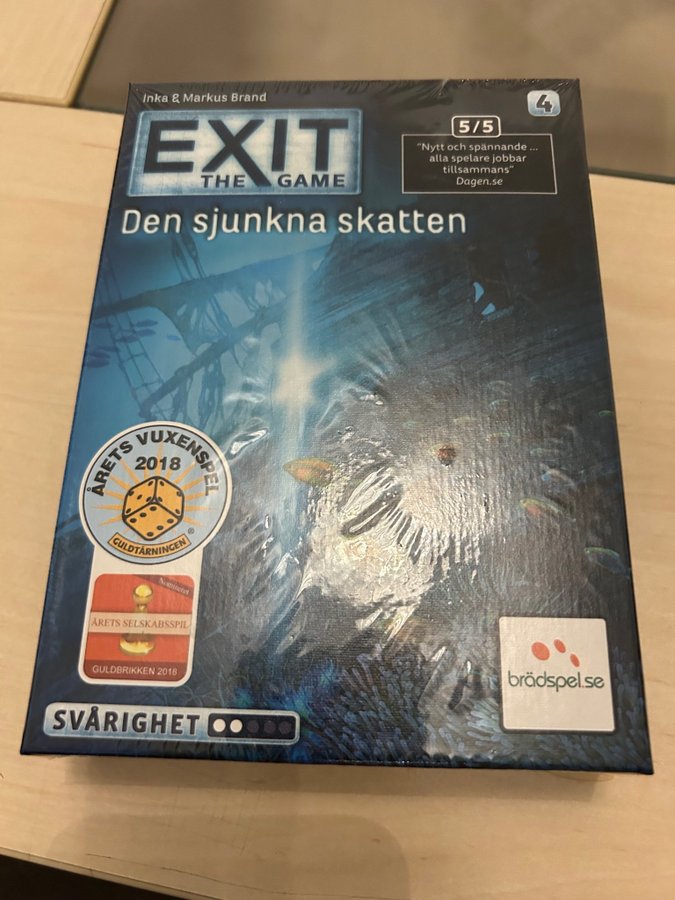 Inka & Markus Brand
4
EXIT
THE GAME
5/5
"Nytt och spännande ...
alla spelare jobbar
tillsammans"
Dagen.se
Den sjunkna skatten
ÅRETS VUXENSPEL
2018
GULDTÄRNINGEN
®
Nomineret
ÅRETS SELSKABSSPIL
GULDBRIKKEN 2018
brädspel.se
SVÅRIGHET